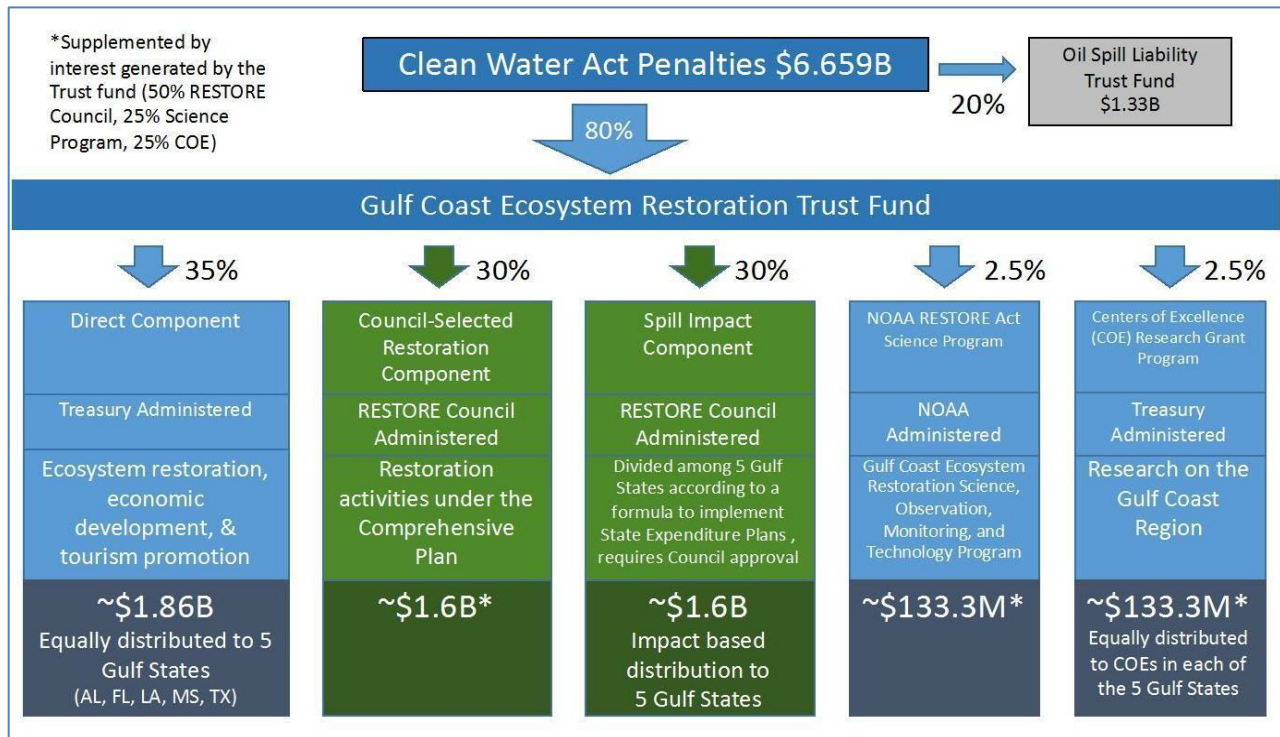 *Supplemented by
interest generated by the
Trust fund (50% RESTORE
Council, 25% Science
Program, 25% COE)
Clean Water Act Penalties $6.659B
20%
Oil Spill Liability
Trust Fund
$1.33B
80%
Gulf Coast Ecosystem Restoration Trust Fund
35%
30%
30%
2.5%
2.5%
Direct Component
Treasury Administered
Ecosystem restoration,
economic
development, &
tourism promotion
~$1.86B
Equally distributed to 5
Gulf States
(AL, FL, LA, MS, TX)
Council-Selected
Restoration
Component
RESTORE Council
Administered
Restoration
activities under the
Comprehensive
Plan
~$1.6B*
Spill Impact
Component
RESTORE Council
Administered
Divided among 5 Gulf
States according to a
formula to implement
State Expenditure Plans ,
requires Council approval
~$1.6B
Impact based
distribution to
5 Gulf States
NOAA RESTORE Act
Science Program
NOAA
Administered
Gulf Coast Ecosystem
Restoration Science,
Observation,
Monitoring, and
Technology Program
~$133.3M*
Centers of Excellence
(COE) Research Grant
Program
Treasury
Administered
Research on the
Gulf Coast
Region
~$133.3M*
Equally distributed
to COEs in each of
the 5 Gulf States